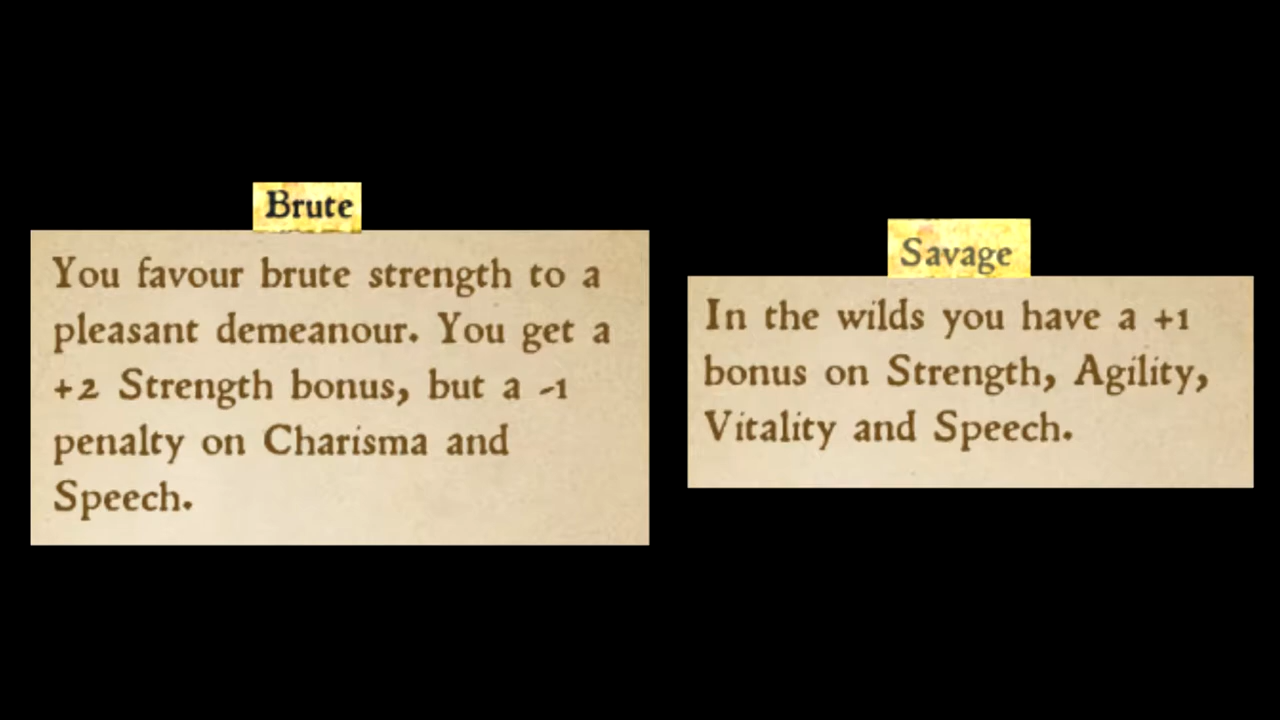 Brute
You favour brute strength to a
pleasant demeanour. You get a
+2 Strength bonus, but a -1
penalty on Charisma and
Speech.
Savage
In the wilds you have a +1
bonus on Strength, Agility,
Vitality and Speech.